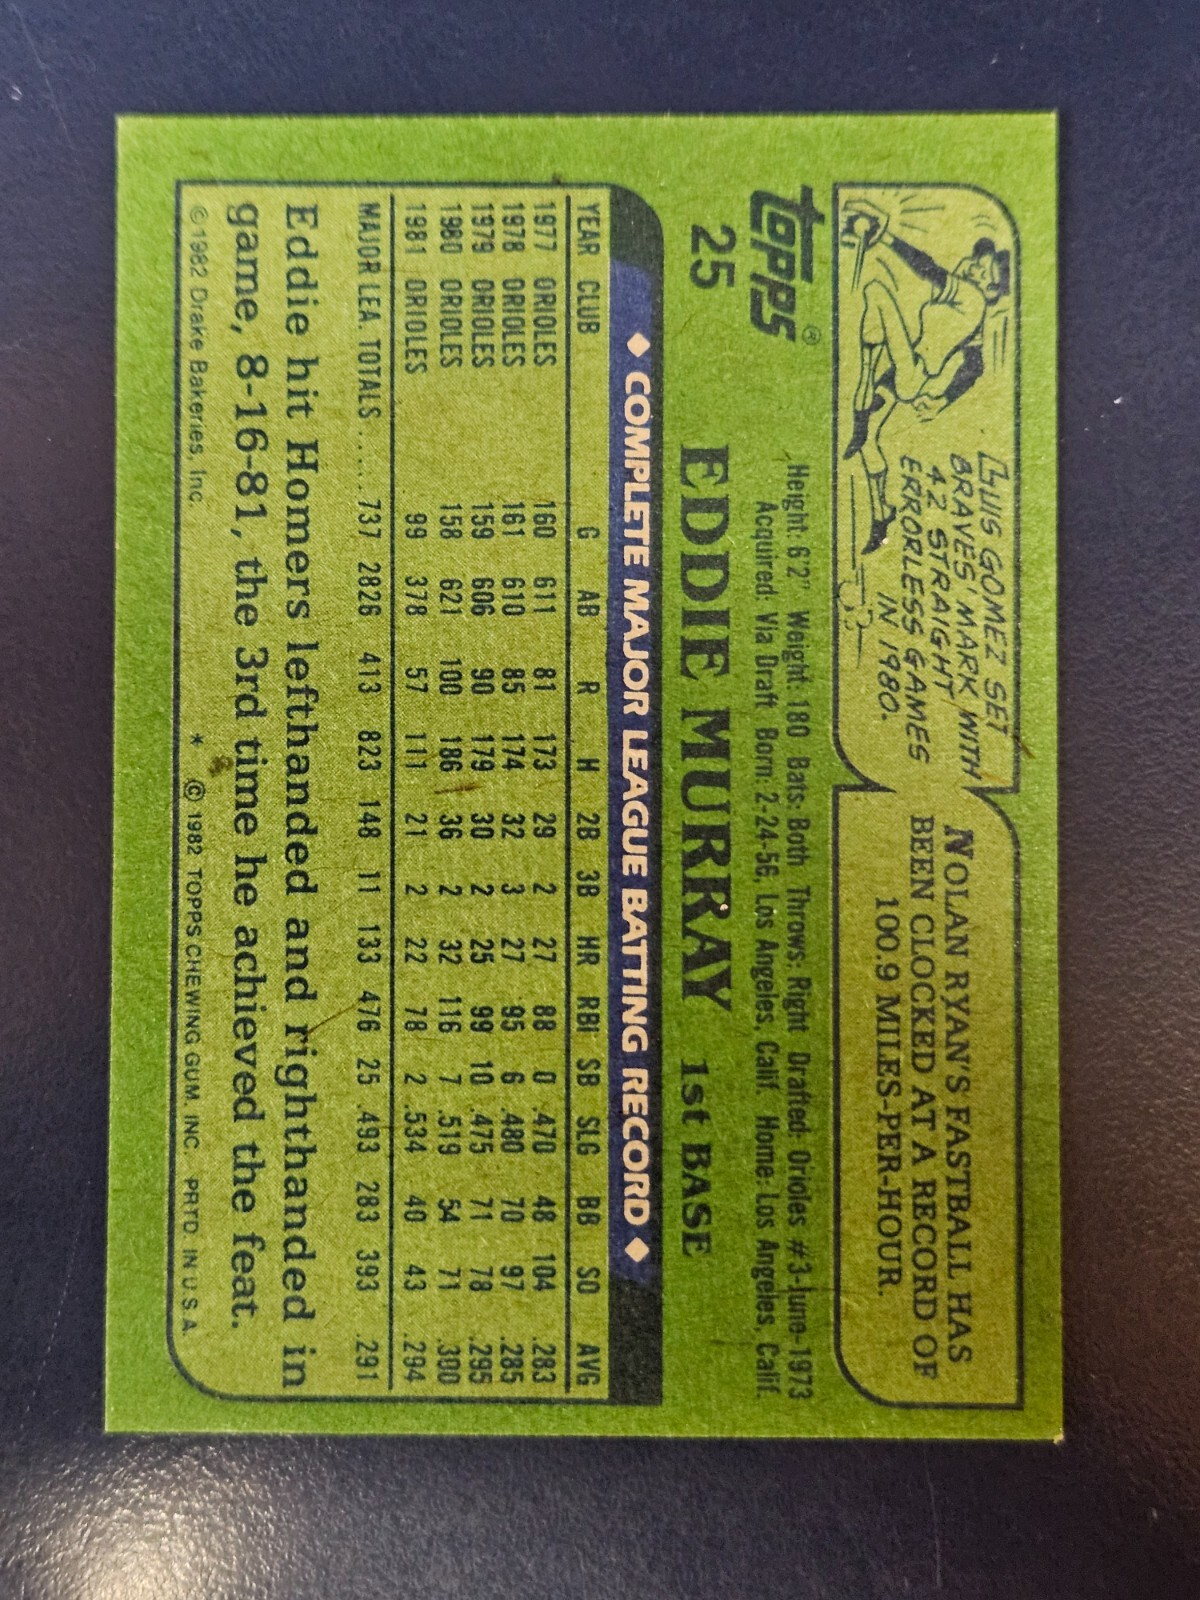 LUIS GOMEZ SET
BRAVES' MARK WITH
42 STRAIGHT
ERRORLESS GAMES
IN 1980.
NOLAN RYAN'S FASTBALL HAS
BEEN CLOCKED AT A RECORD OF
100.9 MILES-PER-HOUR.
TOPPS®
25
Height: 6'2" Weight: 180 Bats: Both Throws: Right Drafted: Orioles #3-June-1973
Acquired: Via Draft Born: 2-24-56, Los Angeles, Calif. Home: Los Angeles, Calif.
EDDIE MURRAY 1st BASE
◆ COMPLETE MAJOR LEAGUE BATTING RECORD ◆
YEAR CLUB G AB R H 2B 3B HR RBI SB SLG BB SO AVG
1977 ORIOLES 160 611 81 173 29 2 27 88 0 .470 48 104 .283
1978 ORIOLES 161 610 85 174 32 3 27 95 6 .480 70 97 .285
1979 ORIOLES 159 606 90 179 30 2 25 99 10 .475 71 78 .295
1980 ORIOLES 158 621 100 186 36 2 32 116 7 .519 54 71 .300
1981 ORIOLES 99 378 57 111 21 2 22 78 2 .534 40 43 .294
MAJOR LEA. TOTALS ...... 737 2826 413 823 148 11 133 476 25 .493 283 393 .291
Eddie hit Homers lefthanded and righthanded in
game, 8-16-81, the 3rd time he achieved the feat.
©1982 Drake Bakeries, Inc. * © 1982 TOPPS CHEWING GUM, INC. PRTD. IN U.S.A.